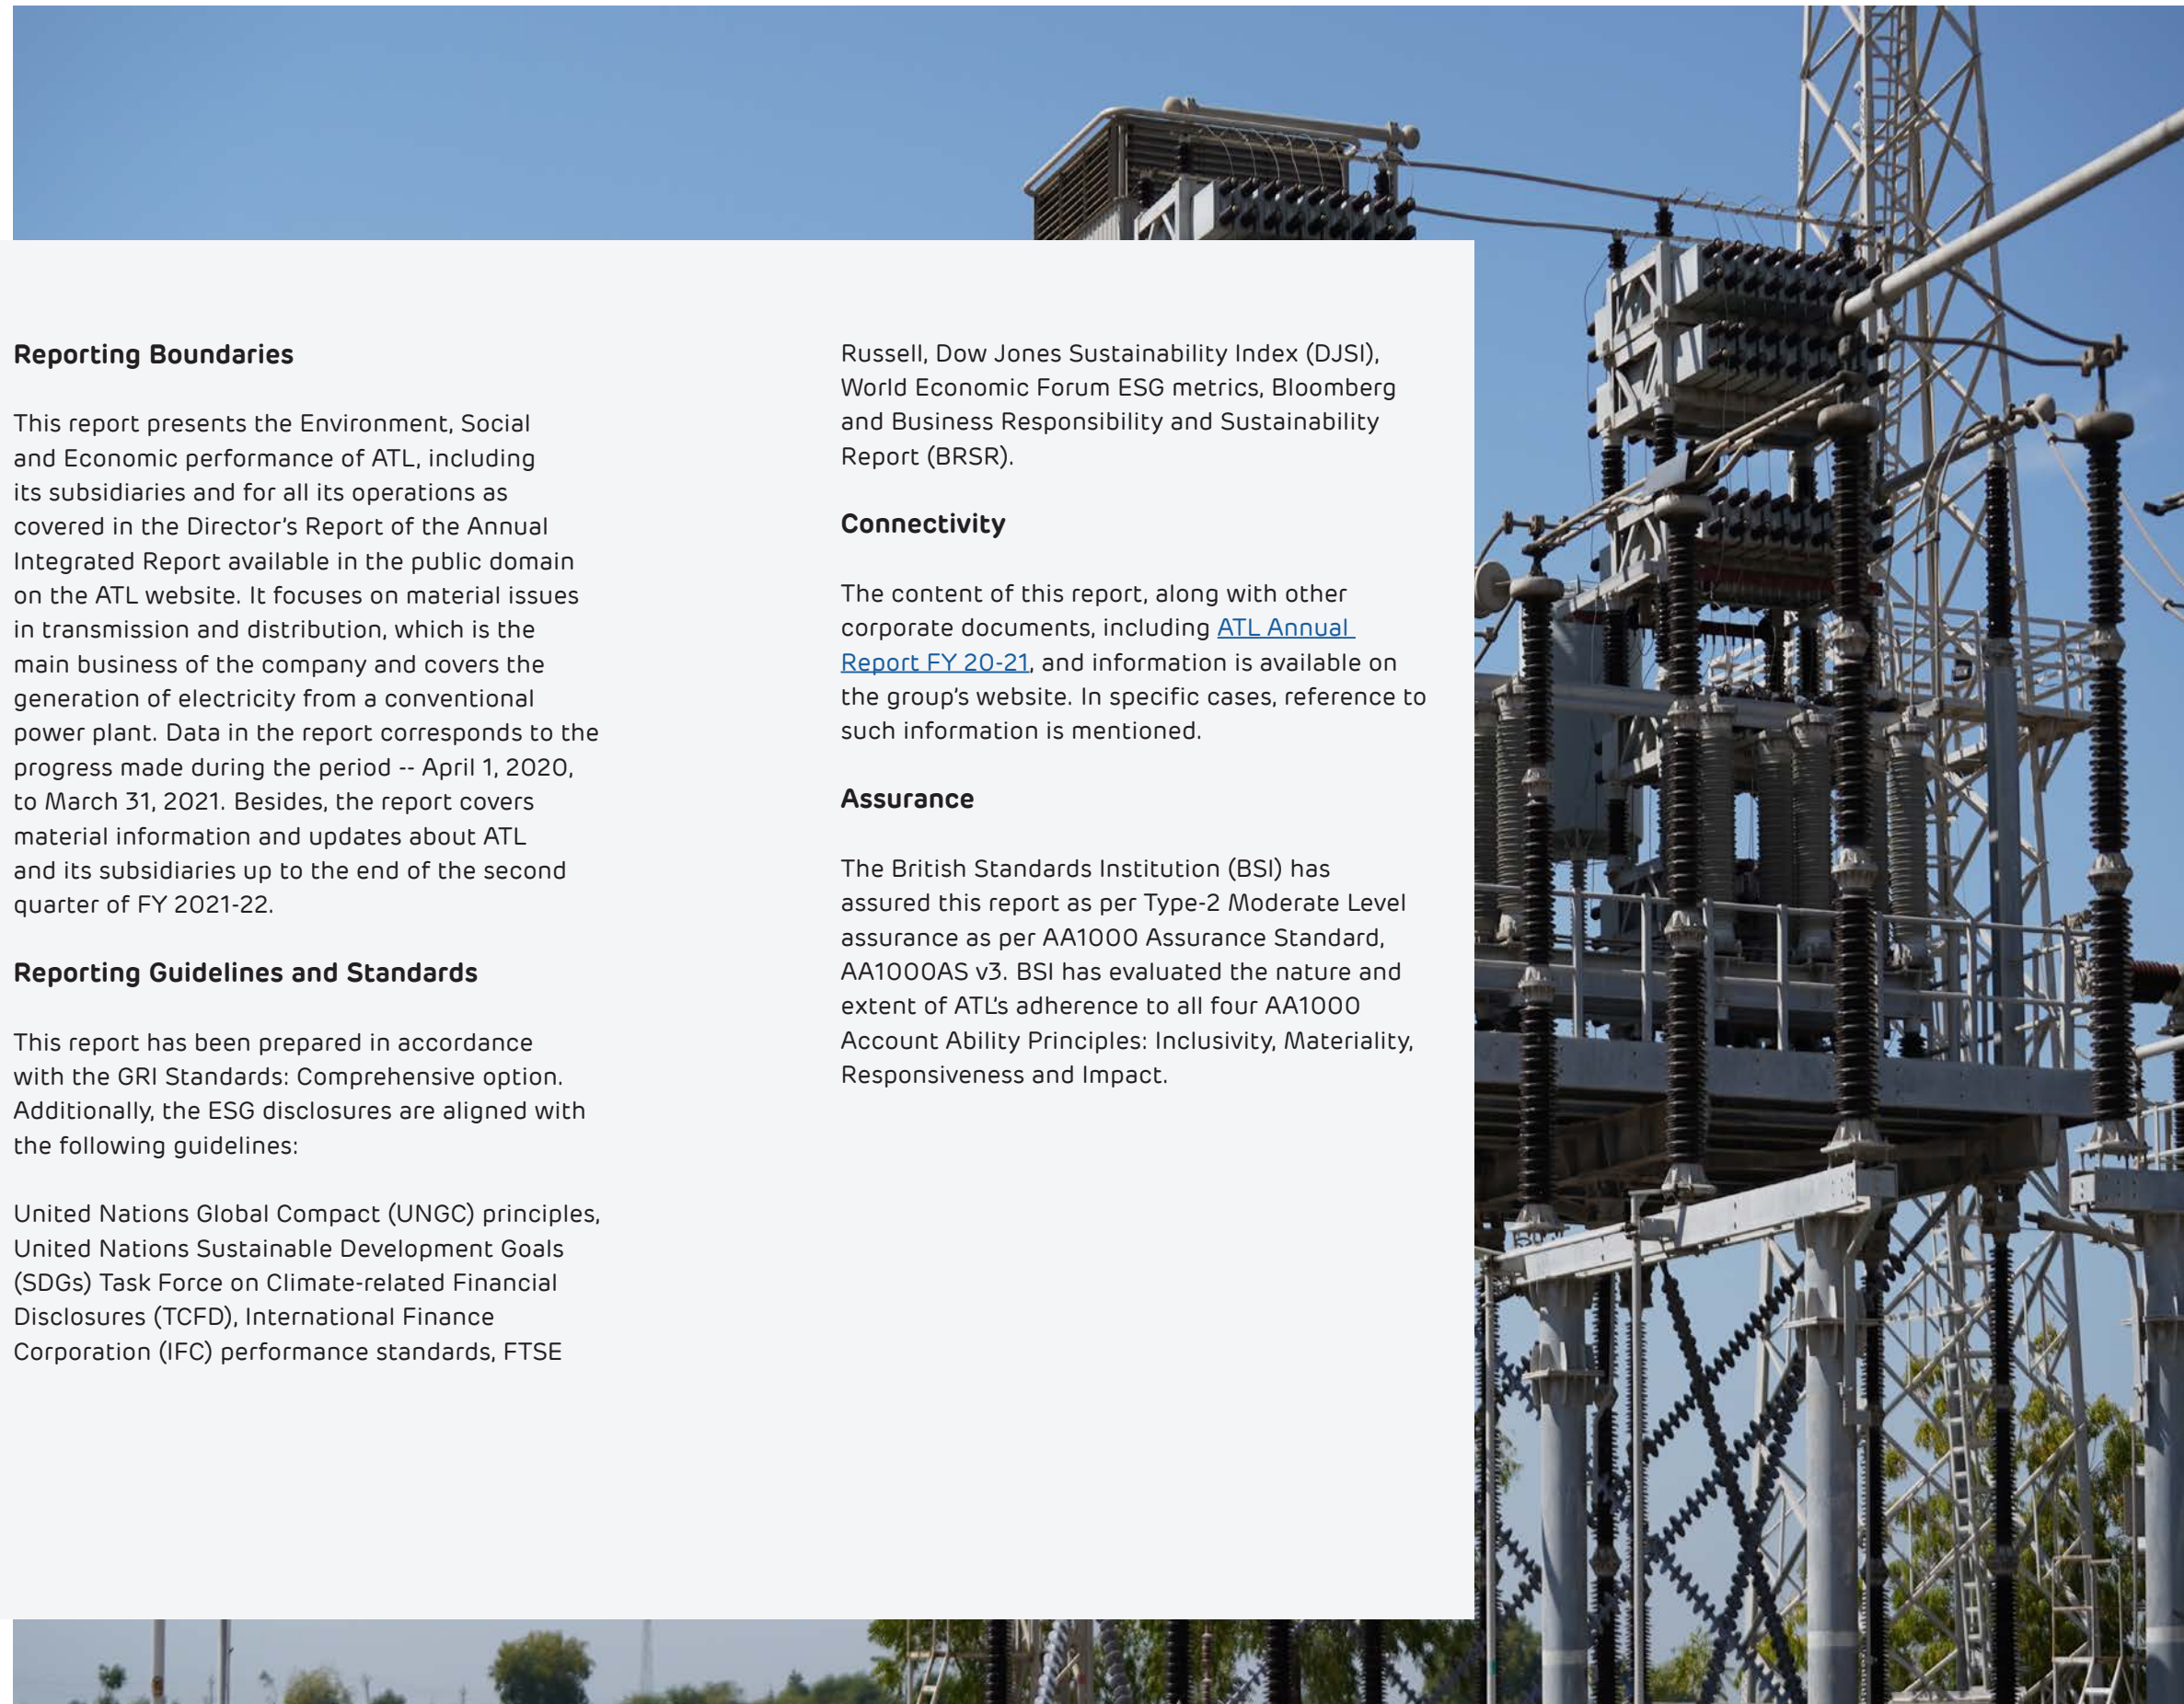 Reporting Boundaries
This report presents the Environment, Social
and Economic performance of ATL, including
its subsidiaries and for all its operations as
covered in the Director's Report of the Annual
Integrated Report available in the public domain
on the ATL website. It focuses on material issues
in transmission and distribution, which is the
main business of the company and covers the
generation of electricity from a conventional
power plant. Data in the report corresponds to the
progress made during the period -- April 1, 2020,
to March 31, 2021. Besides, the report covers
material information and updates about ATL
and its subsidiaries up to the end of the second
quarter of FY 2021-22.
Reporting Guidelines and Standards
This report has been prepared in accordance
with the GRI Standards: Comprehensive option.
Additionally, the ESG disclosures are aligned with
the following guidelines:
United Nations Global Compact (UNGC) principles,
United Nations Sustainable Development Goals
(SDGs) Task Force on Climate-related Financial
Disclosures (TCFD), International Finance
Corporation (IFC) performance standards, FTSE
Russell, Dow Jones Sustainability Index (DJSI),
World Economic Forum ESG metrics, Bloomberg
and Business Responsibility and Sustainability
Report (BRSR).
Connectivity
The content of this report, along with other
corporate documents, including ATL Annual
Report FY 20-21, and information is available on
the group's website. In specific cases, reference to
such information is mentioned.
Assurance
The British Standards Institution (BSI) has
assured this report as per Type-2 Moderate Level
assurance as per AA1000 Assurance Standard,
AA1000AS v3. BSI has evaluated the nature and
extent of ATL's adherence to all four AA1000
Account Ability Principles: Inclusivity, Materiality,
Responsiveness and Impact.